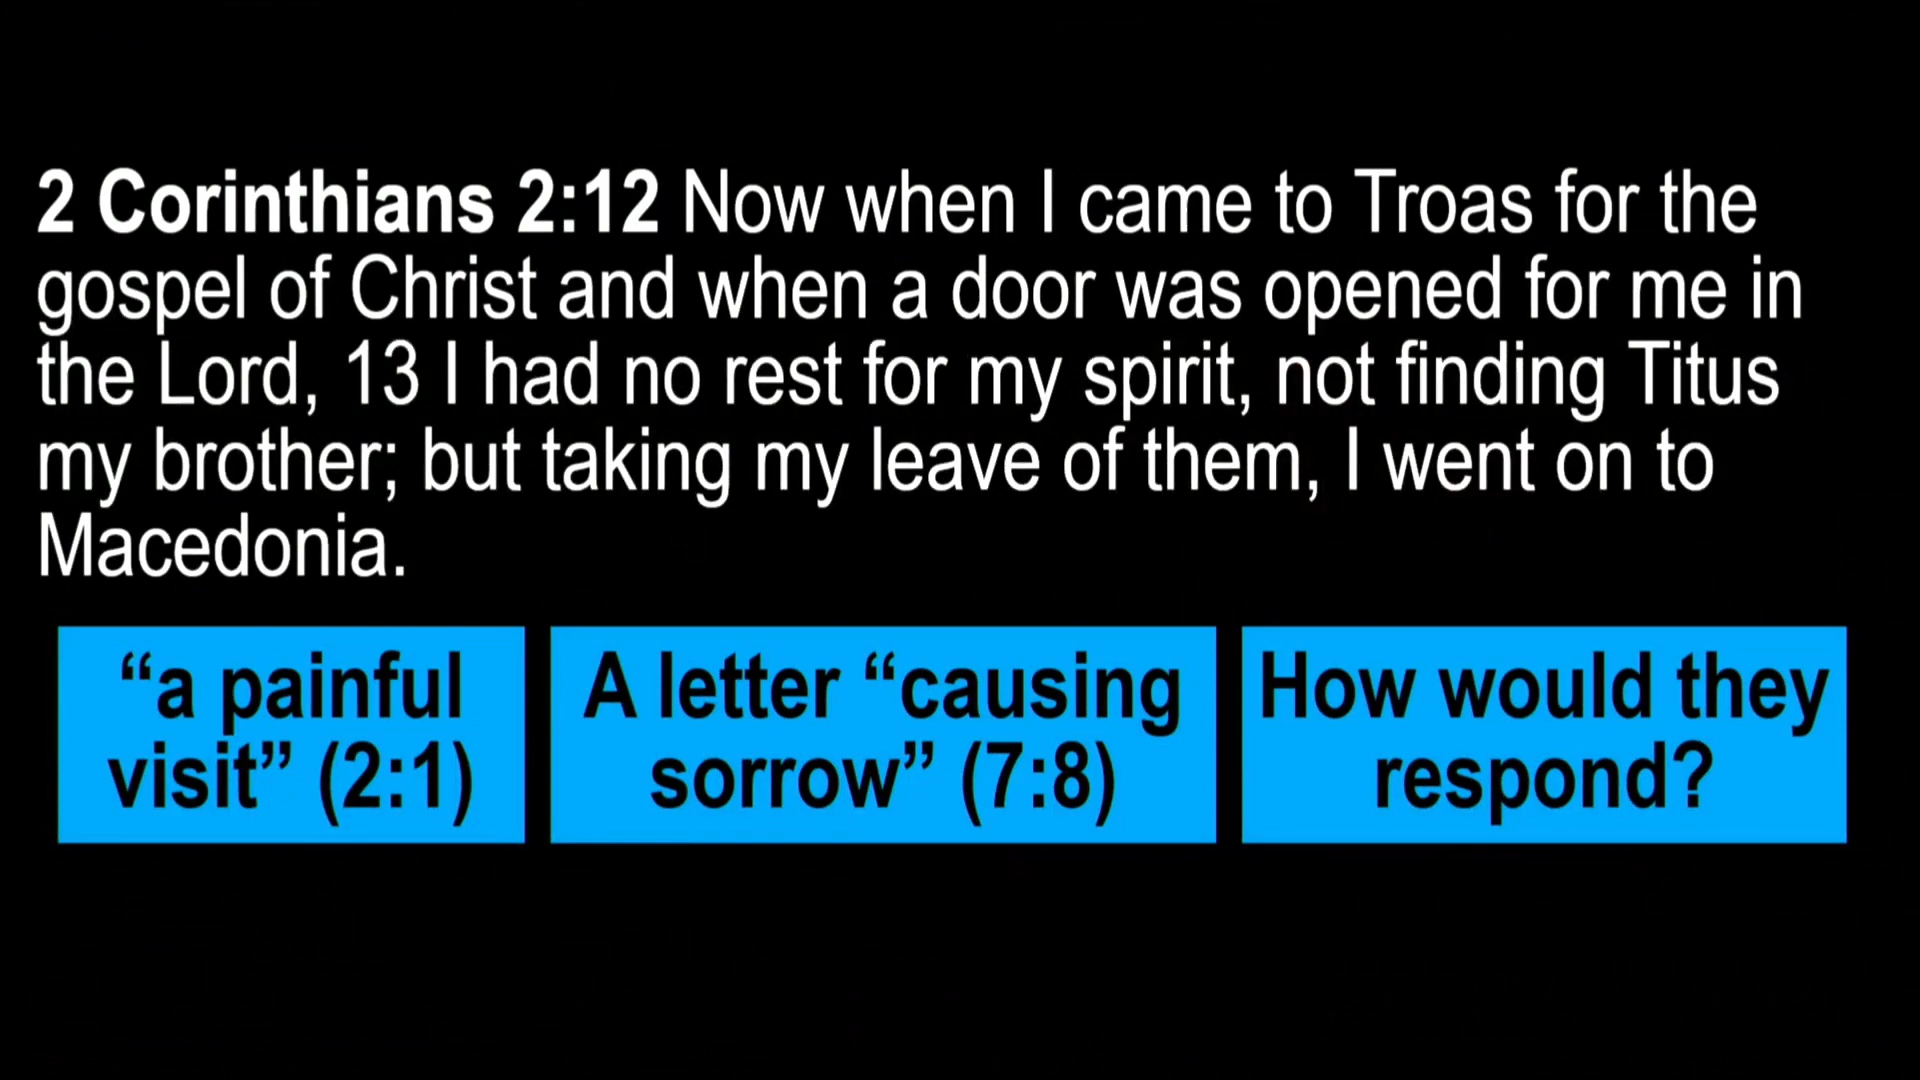 2 Corinthians 2:12 Now when I came to Troas for the
gospel of Christ and when a door was opened for me in
the Lord, 13 I had no rest for my spirit, not finding Titus
my brother; but taking my leave of them, I went on to
Macedonia.
“a painful
visit” (2:1)
A letter “causing
sorrow” (7:8)
How would they
respond?